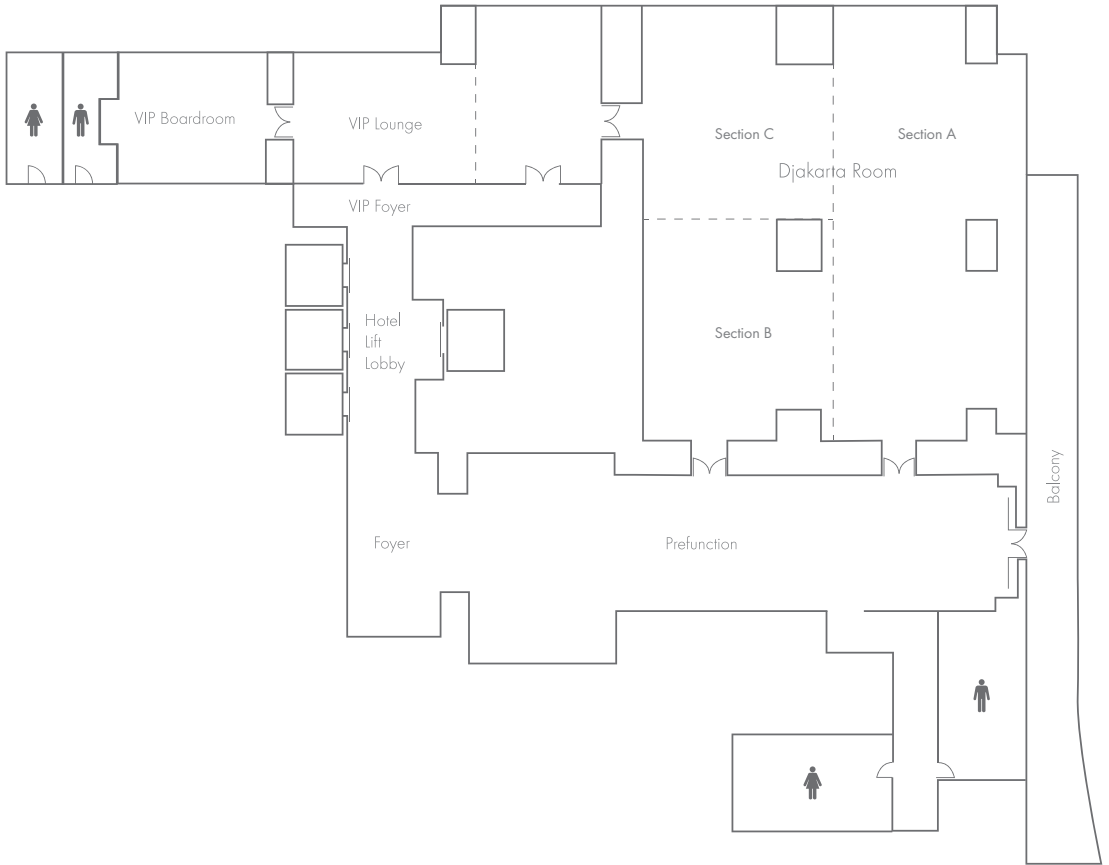 VIP Boardroom
VIP Lounge
Section C
Section A
Djakarta Room
VIP Foyer
Hotel
Lift
Lobby
Section B
Balcony
Foyer
Prefunction